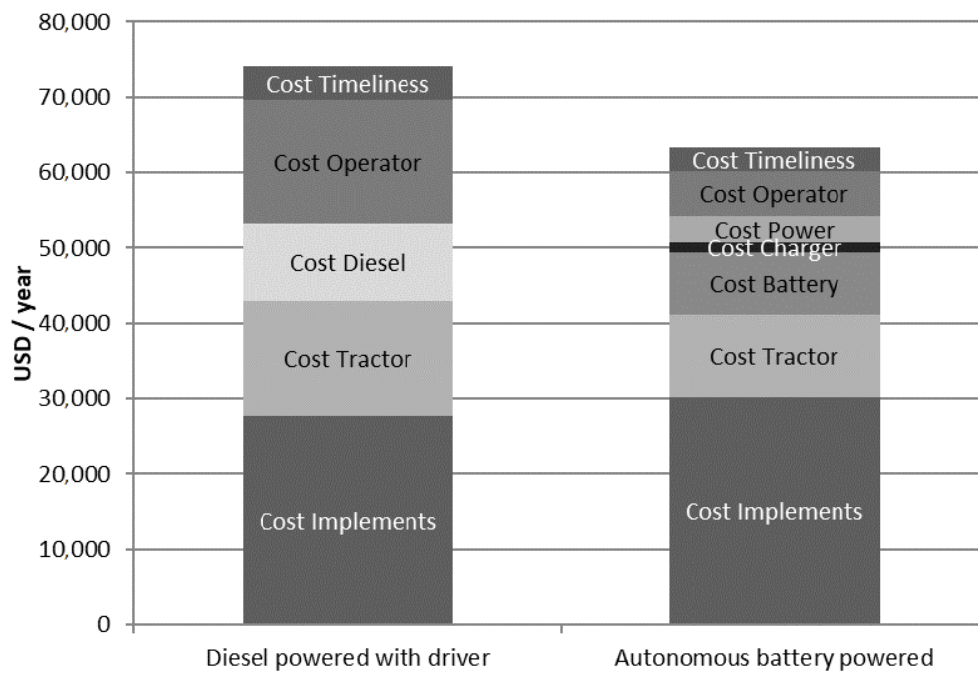 80,000
70,000
60,000
50,000
40,000
30,000
20,000
10,000
0
USD / year
Cost Timeliness
Cost Operator
Cost Diesel
Cost Tractor
Cost Implements
Cost Timeliness
Cost Operator
Cost Power
Cost Charger
Cost Battery
Cost Tractor
Cost Implements
Diesel powered with driver
Autonomous battery powered